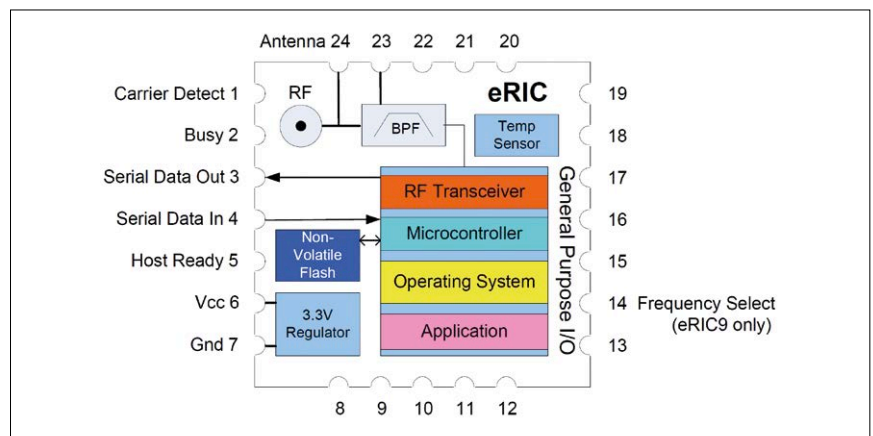 Antenna 24 23 22 21 20
Carrier Detect 1
RF
eRIC
19
Busy 2
BPF
Temp
Sensor
18
Serial Data Out 3
RF Transceiver
17
Serial Data In 4
Microcontroller
16
Non-
Volatile
Flash
General Purpose I/O
Host Ready 5
15
Operating System
Vcc 6
3.3V
Regulator
14 Frequency Select
(eRIC9 only)
Application
Gnd 7
13
8 9 10 11 12